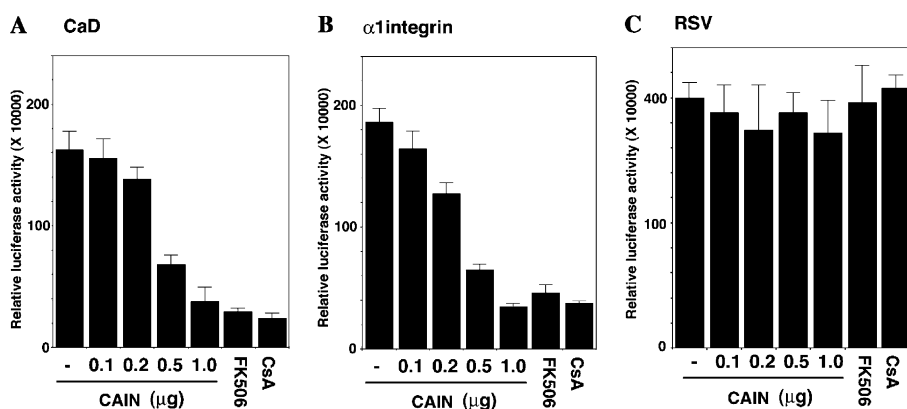 A CaD
Relative luciferase activity (X 10000)
200
100
0
- 0.1 0.2 0.5 1.0 FK506 CsA
CAIN (μg)
B α1integrin
Relative luciferase activity (X 10000)
200
100
0
- 0.1 0.2 0.5 1.0 FK506 CsA
CAIN (μg)
C RSV
Relative luciferase activity (X 10000)
400
100
0
- 0.1 0.2 0.5 1.0 FK506 CsA
CAIN (μg)